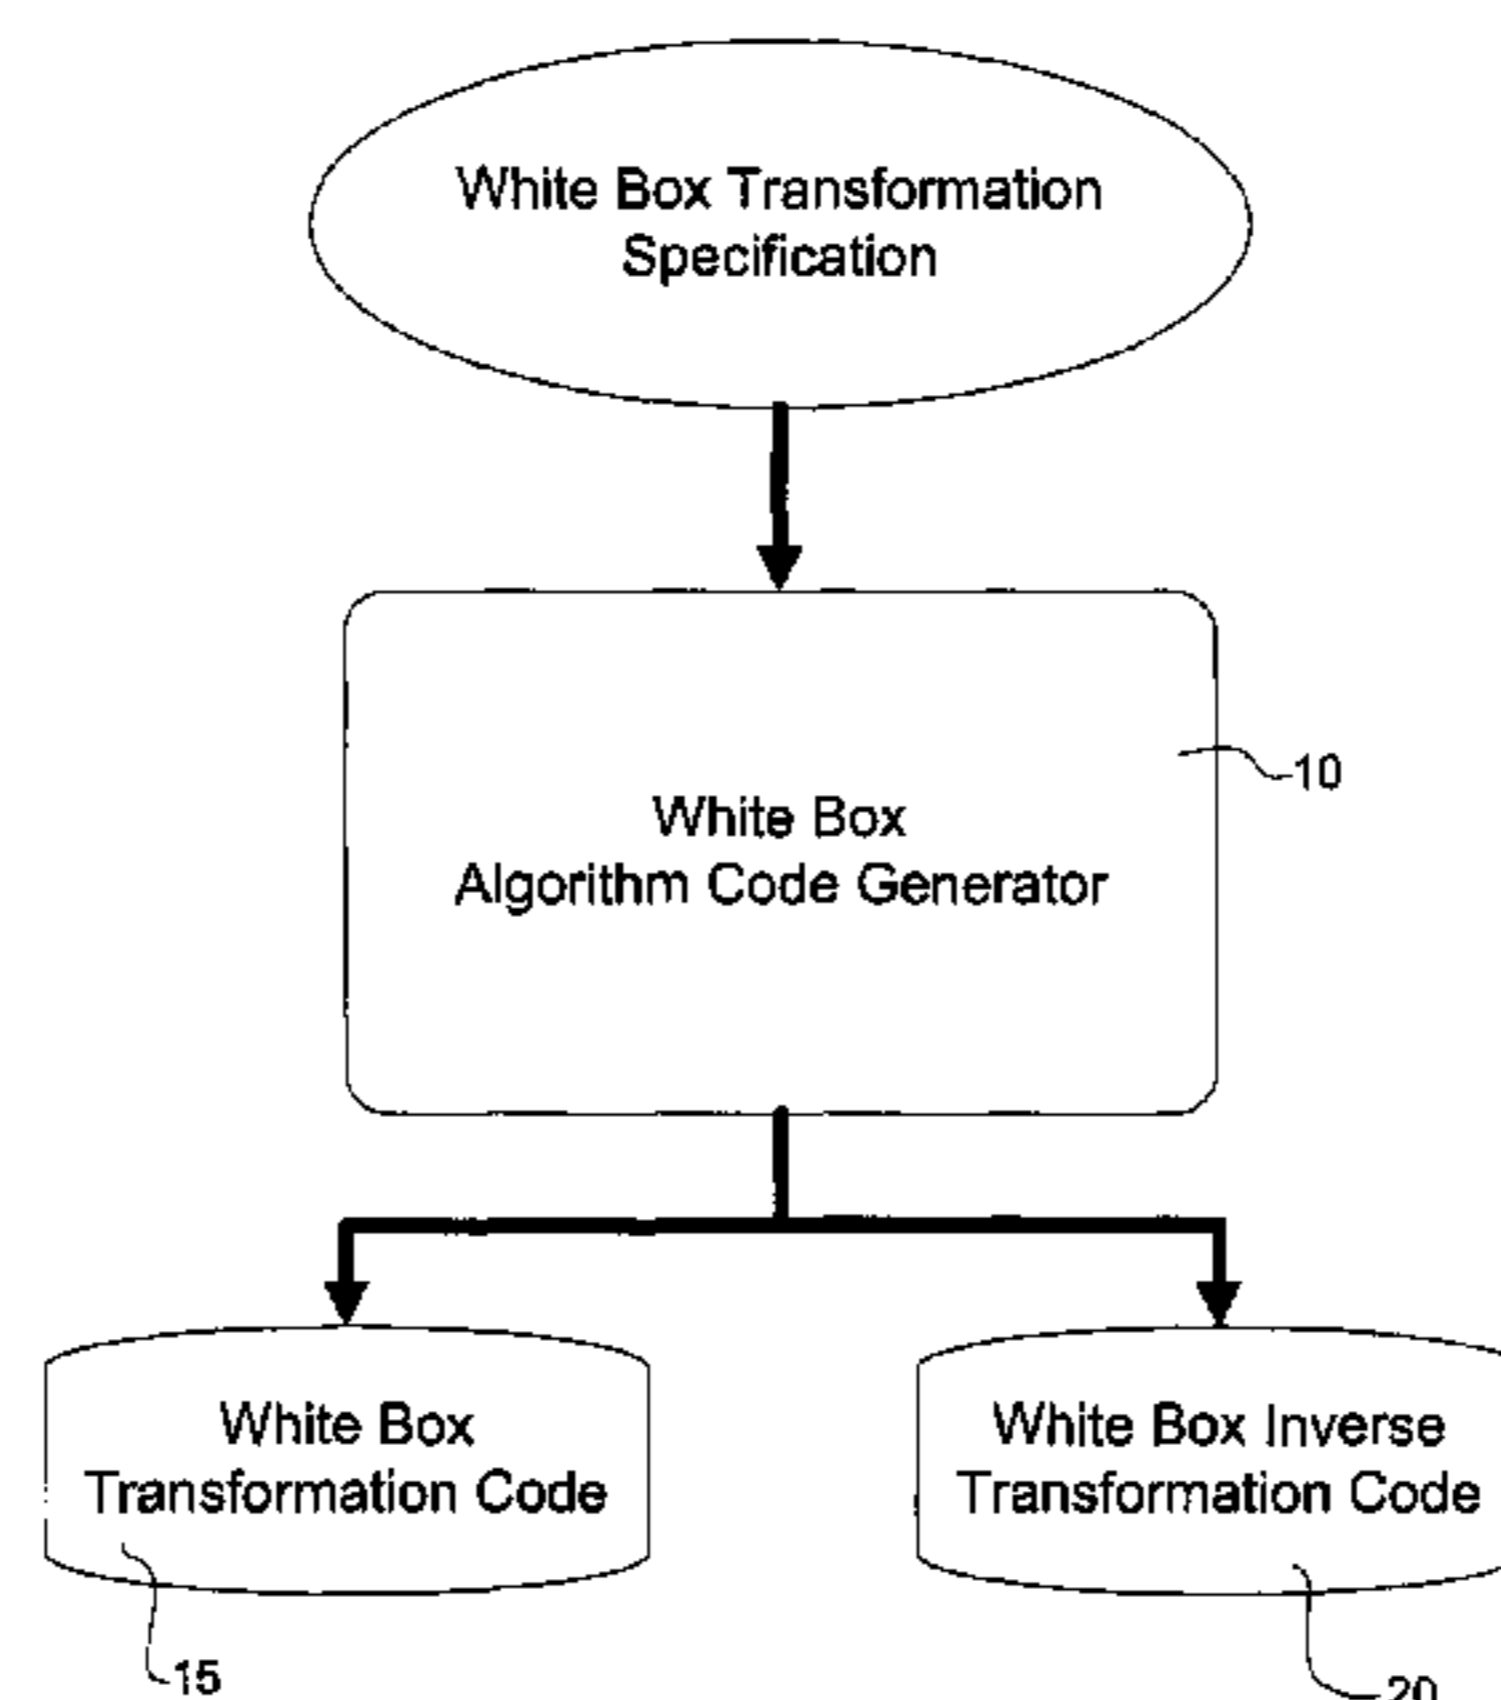 White Box Transformation
Specification
10
White Box
Algorithm Code Generator
White Box
Transformation Code
White Box Inverse
Transformation Code
15
20